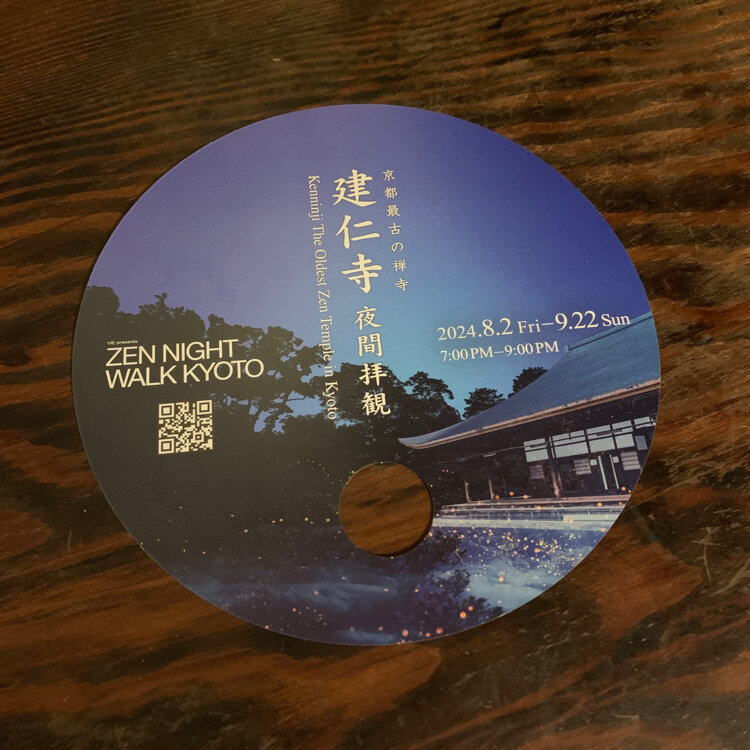 京都最古の禅寺
建仁寺 夜間拝観
Kenninji The Oldest Zen Temple in Kyoto
2024.8.2 Fri–9.22 Sun
7:00 PM–9:00 PM
VIE presents
ZEN NIGHT
WALK KYOTO